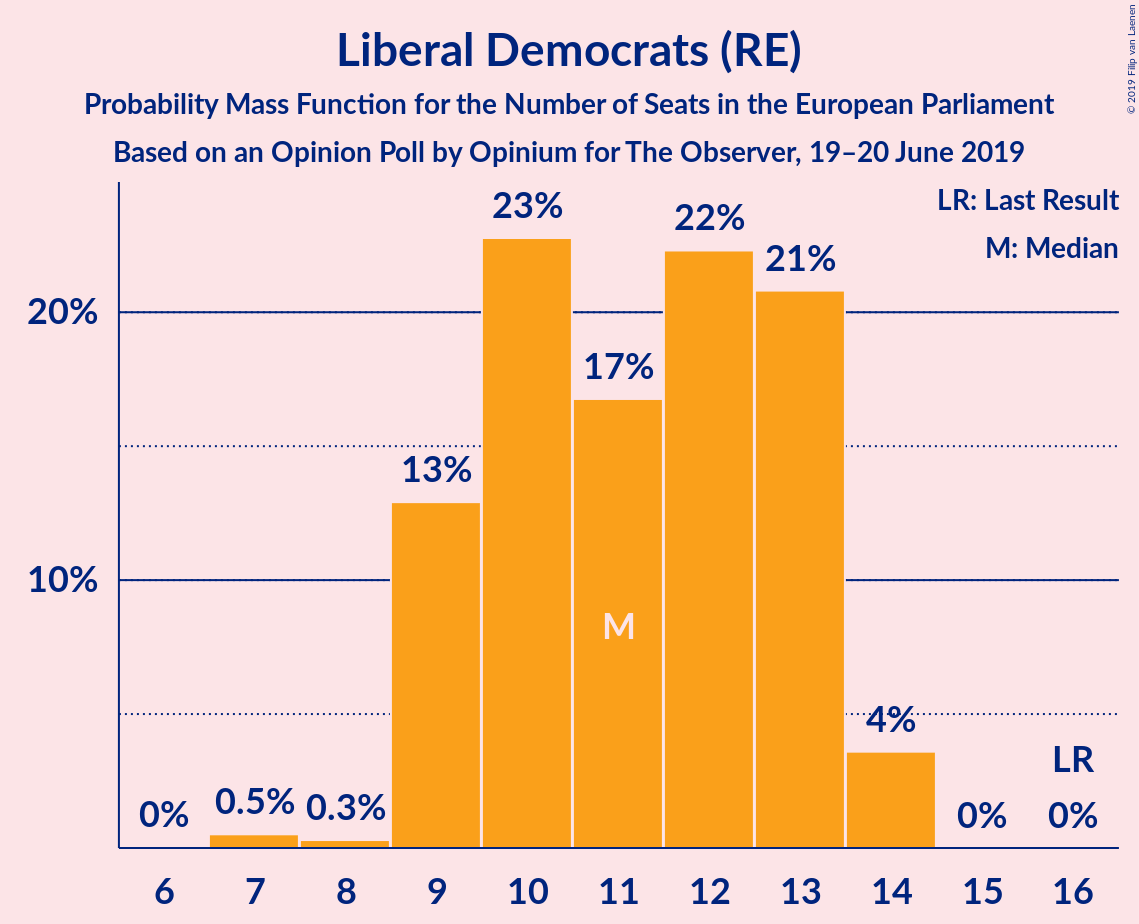 Liberal Democrats (RE)
Probability Mass Function for the Number of Seats in the European Parliament
Based on an Opinion Poll by Opinium for The Observer, 19–20 June 2019
© 2019 Filip van Laenen
LR: Last Result
M: Median
23%
22%
21%
20%
17%
13%
10%
M
4%
LR
0%
0.5%
0.3%
0%
0%
6 7 8 9 10 11 12 13 14 15 16